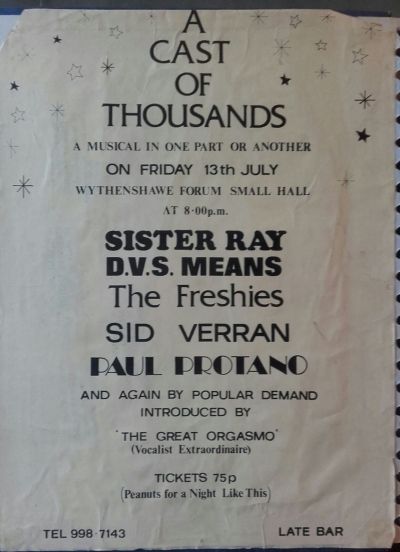 A
CAST
OF
THOUSANDS
A MUSICAL IN ONE PART OR ANOTHER
ON FRIDAY 13th JULY
WYTHENSHAWE FORUM SMALL HALL
AT 8·00p.m.
SISTER RAY
D.V.S. MEANS
The Freshies
SID VERRAN
PAUL PROTANO
AND AGAIN BY POPULAR DEMAND
INTRODUCED BY
'THE GREAT ORGASMO'
(Vocalist Extraordinaire)
TICKETS 75p
(Peanuts for a Night Like This)
TEL 998·7143 LATE BAR